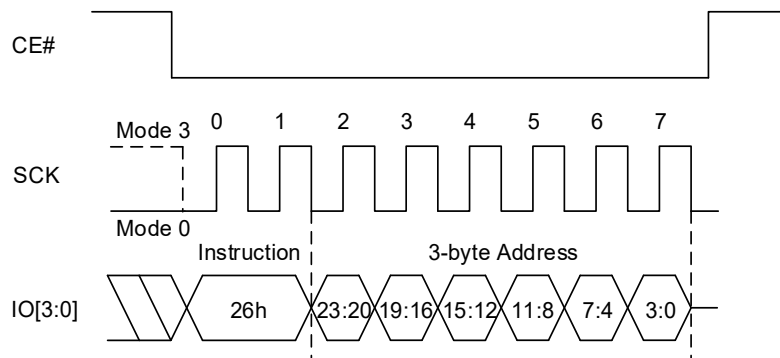 CE#
Mode 3
0 1 2 3 4 5 6 7
SCK
Mode 0
Instruction 3-byte Address
IO[3:0]
26h 23:20 19:16 15:12 11:8 7:4 3:0